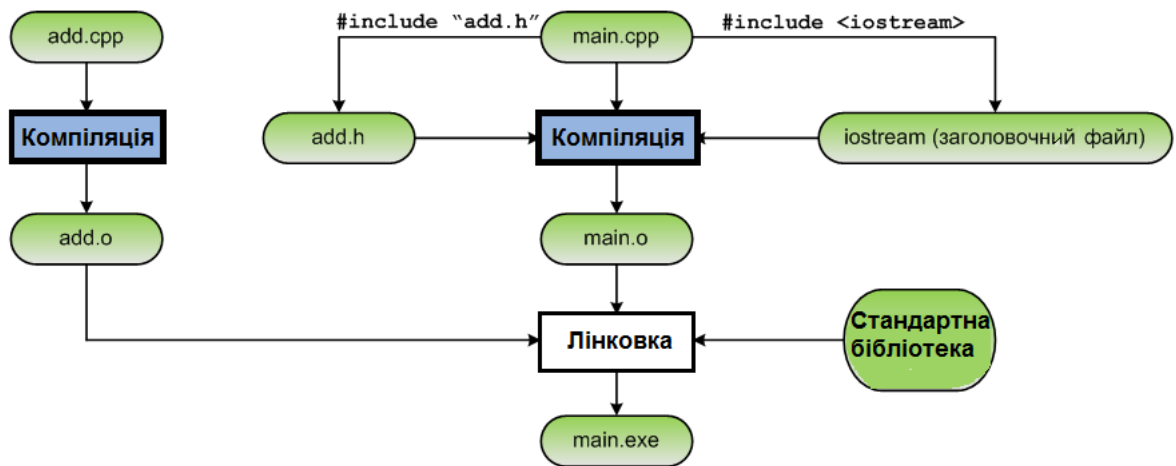 #include “add.h”
#include <iostream>
add.cpp
main.cpp
Компіляція
add.h
Компіляція
iostream (заголовочний файл)
add.o
main.o
Лінковка
Стандартна
бібліотека
main.exe